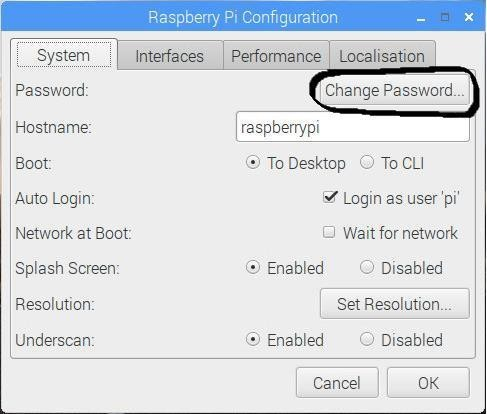 Raspberry Pi Configuration
System Interfaces Performance Localisation
Password: Change Password...
Hostname: raspberrypi
Boot: To Desktop To CLI
Auto Login: Login as user 'pi'
Network at Boot: Wait for network
Splash Screen: Enabled Disabled
Resolution: Set Resolution...
Underscan: Enabled Disabled
Cancel OK